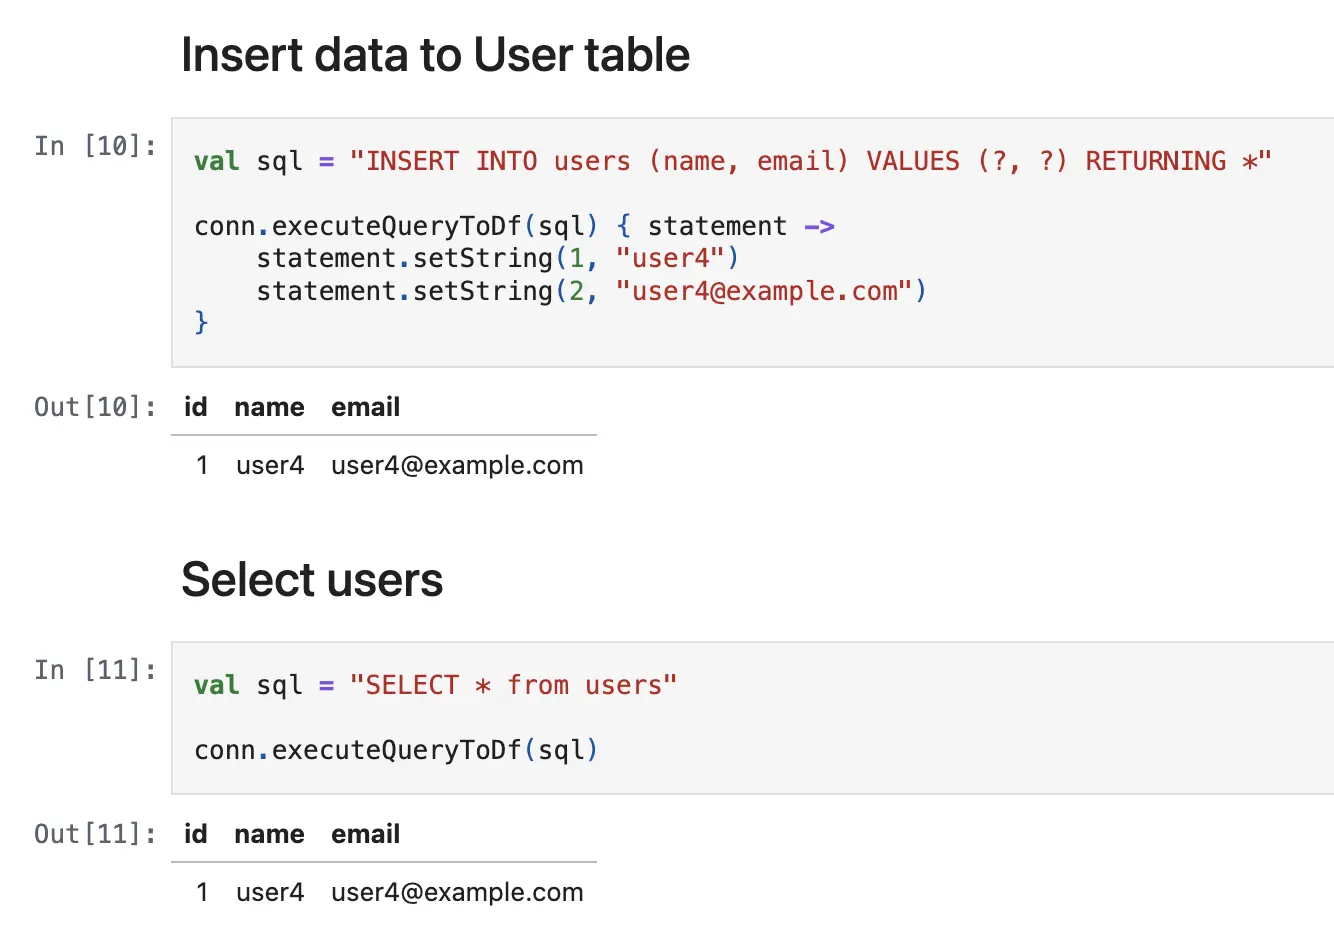 Insert data to User table
In [10]:
val sql = "INSERT INTO users (name, email) VALUES (?, ?) RETURNING *"
conn.executeQueryToDf(sql) { statement ->
    statement.setString(1, "user4")
    statement.setString(2, "user4@example.com")
}
Out[10]:
id name email
1 user4 user4@example.com
Select users
In [11]:
val sql = "SELECT * from users"
conn.executeQueryToDf(sql)
Out[11]:
id name email
1 user4 user4@example.com